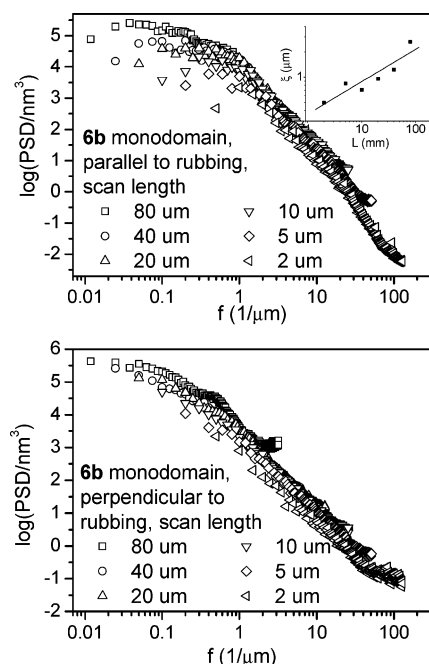 log(PSD/nm³)
5
4
3
2
1
0
-1
-2
ξ (μm)
1
1 10 100
L (mm)
6b monodomain,
parallel to rubbing,
scan length
80 um 10 um
40 um 5 um
20 um 2 um
0.01 0.1 1 10 100
f (1/μm)
log(PSD/nm³)
6
5
4
3
2
1
0
-1
-2
6b monodomain,
perpendicular to
rubbing, scan length
80 um 10 um
40 um 5 um
20 um 2 um
0.01 0.1 1 10 100
f (1/μm)